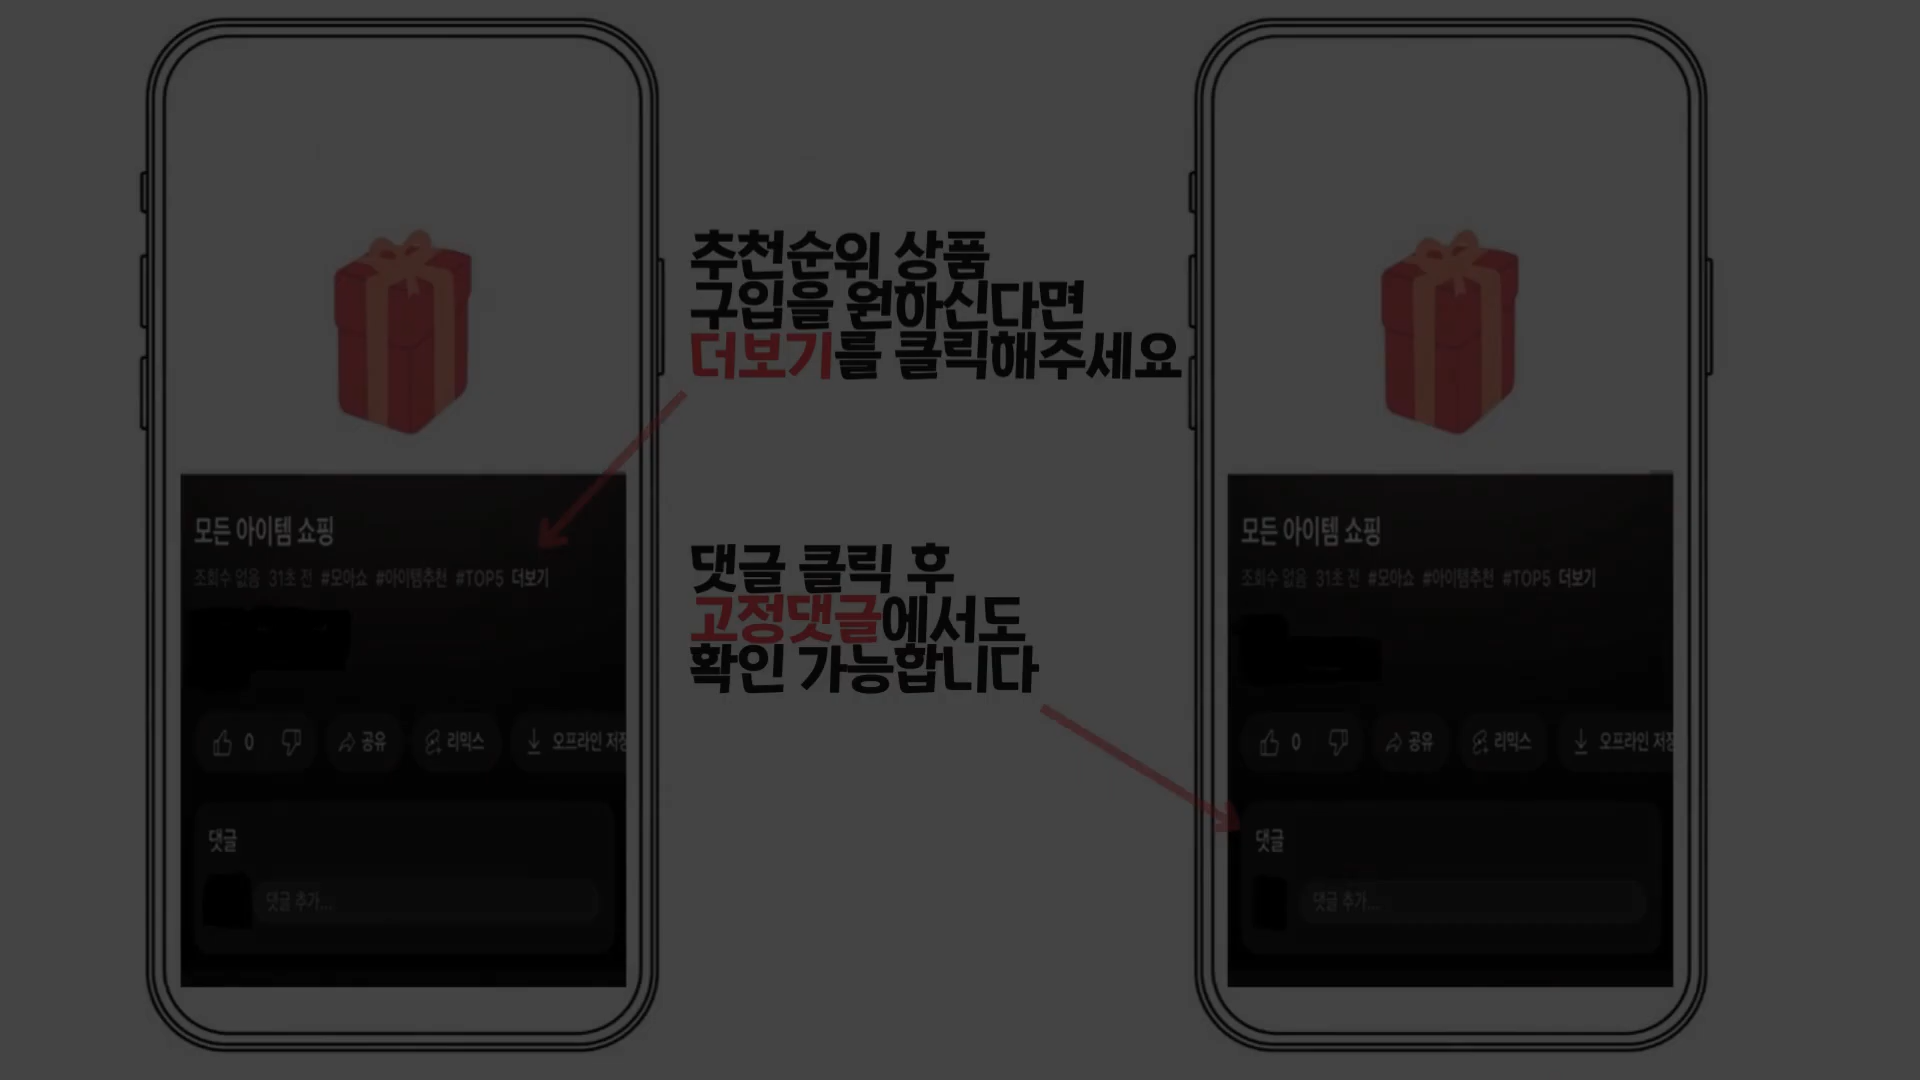 추천순위 상품
구입을 원하신다면
더보기를 클릭해주세요
댓글 클릭 후
고정댓글에서도
확인 가능합니다
모든 아이템 쇼핑
조회수 없음 31초 전 #모아쇼 #아이템추천 #TOP5 더보기
0 공유 리믹스 오프라인 저장
댓글
댓글 추가...
모든 아이템 쇼핑
조회수 없음 31초 전 #모아쇼 #아이템추천 #TOP5 더보기
0 공유 리믹스 오프라인 저장
댓글
댓글 추가...